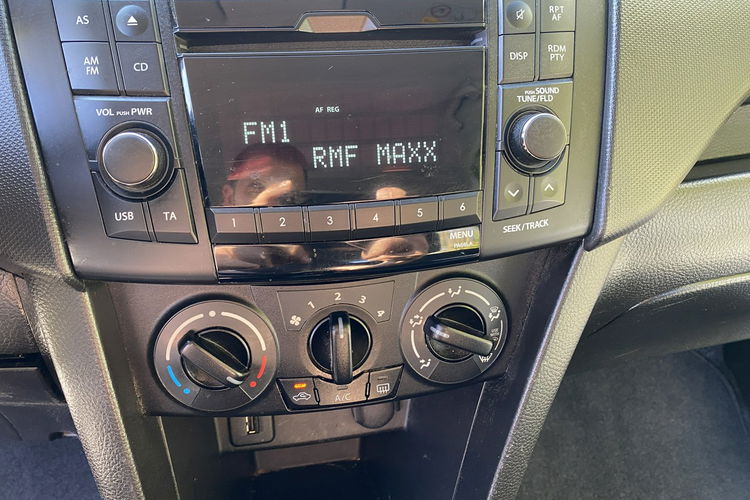 AS
AM
FM
CD
VOL PUSH PWR
USB
TA
AF REG
FM1
RMF MAXX
1 2 3 4 5 6
MENU
RPT
AF
DISP
RDM
PTY
PUSH SOUND
TUNE/FLD
SEEK/TRACK
1 2 3 4
A/C